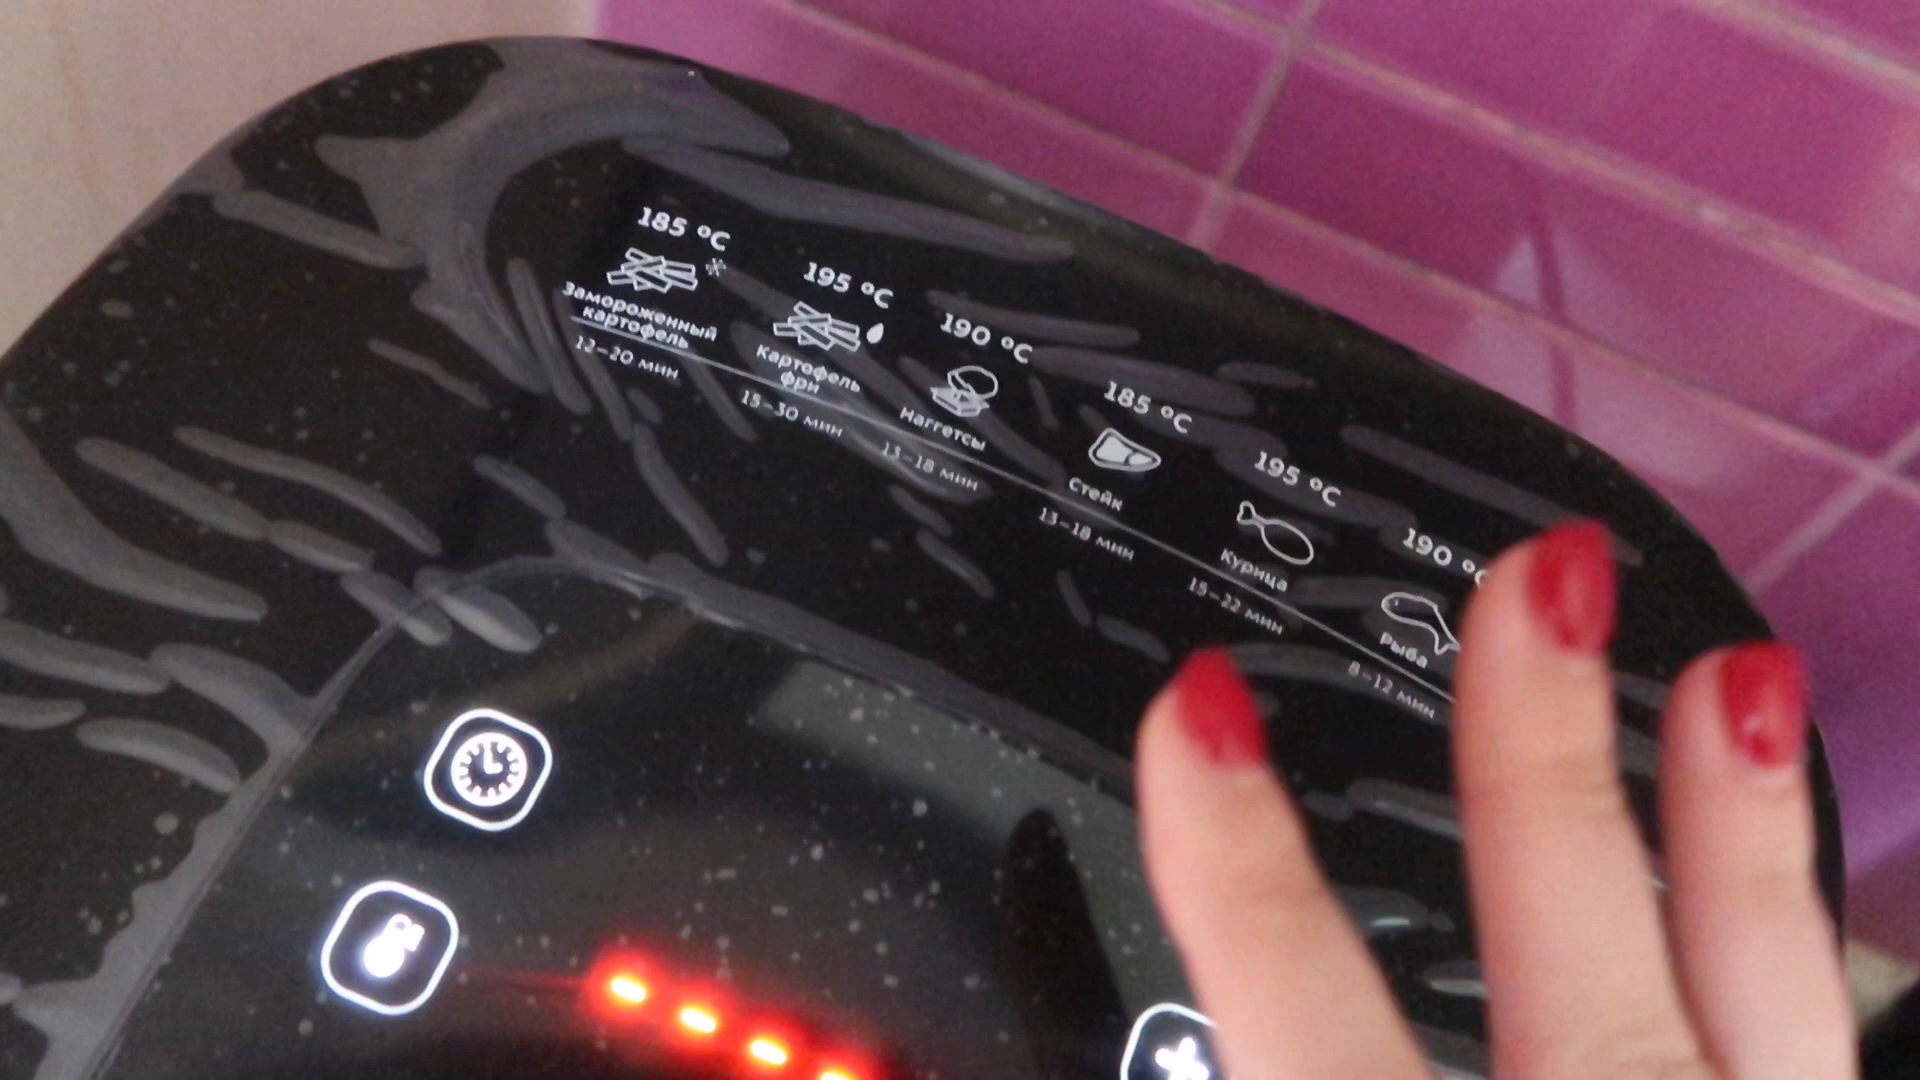 185 °C
Замороженный
картофель
12–20 мин
195 °C
Картофель
фри
15–30 мин
190 °C
Наггетсы
13–18 мин
185 °C
Стейк
13–18 мин
195 °C
Курица
15–22 мин
190 °C
Рыба
8–12 мин